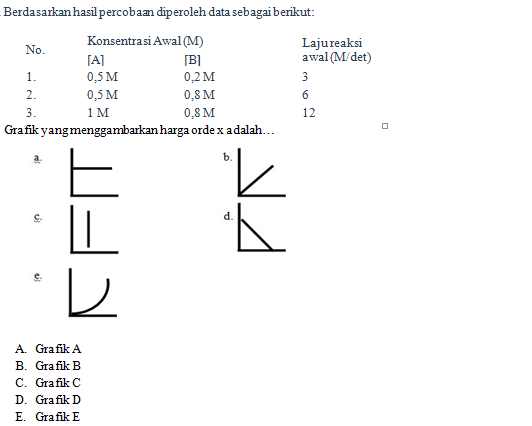 Berdasarkan hasil percobaan diperoleh data sebagai berikut:
No. Konsentrasi Awal (M) Laju reaksi awal (M/det)
[A] [B]
1. 0,5 M 0,2 M 3
2. 0,5 M 0,8 M 6
3. 1 M 0,8 M 12
Grafik yang menggambarkan harga orde x adalah...
a. b.
c. d.
e.
A. Grafik A
B. Grafik B
C. Grafik C
D. Grafik D
E. Grafik E